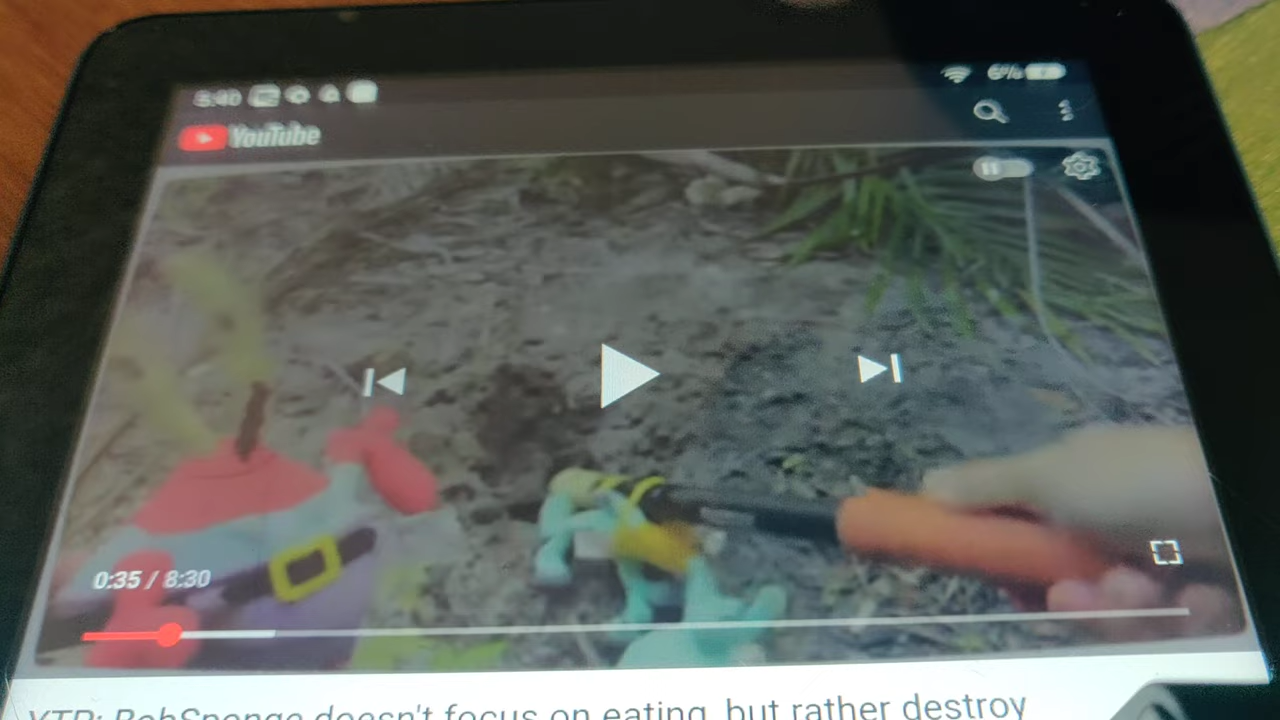 5:40
6%
YouTube
0:35 / 8:30
YTP: BobSponge doesn't focus on eating, but rather destroy